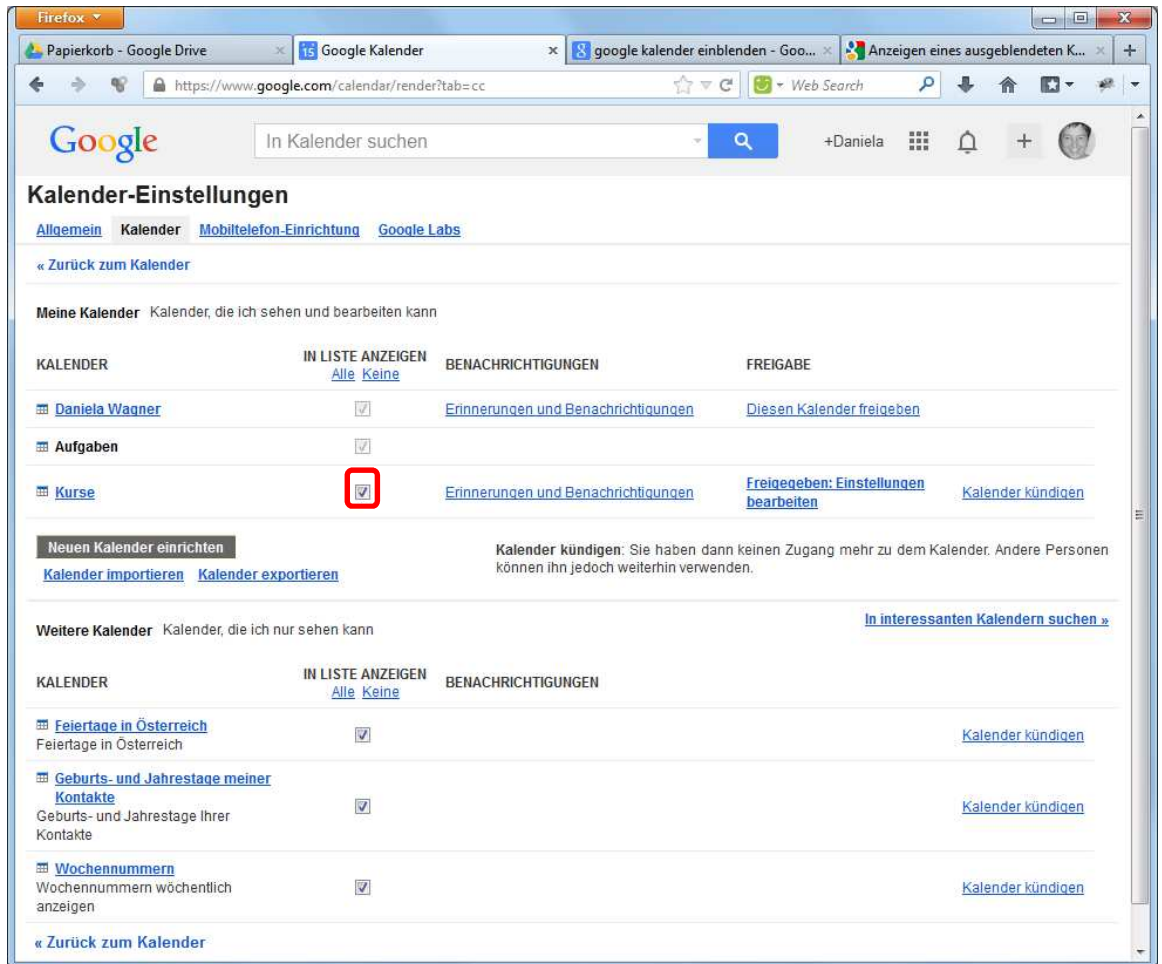 Firefox
Papierkorb - Google Drive
15 Google Kalender
8 google kalender einblenden - Goo...
Anzeigen eines ausgeblendeten K...
https://www.google.com/calendar/render?tab=cc
Web Search
Google
In Kalender suchen
+Daniela
Kalender-Einstellungen
Allgemein Kalender Mobiltelefon-Einrichtung Google Labs
« Zurück zum Kalender
Meine Kalender Kalender, die ich sehen und bearbeiten kann
KALENDER IN LISTE ANZEIGEN BENACHRICHTIGUNGEN FREIGABE
Alle Keine
Daniela Wagner Erinnerungen und Benachrichtigungen Diesen Kalender freigeben
Aufgaben
Kurse Erinnerungen und Benachrichtigungen Freigegeben: Einstellungen Kalender kündigen
bearbeiten
Neuen Kalender einrichten
Kalender importieren Kalender exportieren
Kalender kündigen: Sie haben dann keinen Zugang mehr zu dem Kalender. Andere Personen
können ihn jedoch weiterhin verwenden.
In interessanten Kalendern suchen »
Weitere Kalender Kalender, die ich nur sehen kann
KALENDER IN LISTE ANZEIGEN BENACHRICHTIGUNGEN
Alle Keine
Feiertage in Österreich Kalender kündigen
Feiertage in Österreich
Geburts- und Jahrestage meiner
Kontakte
Geburts- und Jahrestage Ihrer Kalender kündigen
Kontakte
Wochennummern
Wochennummern wöchentlich Kalender kündigen
anzeigen
« Zurück zum Kalender